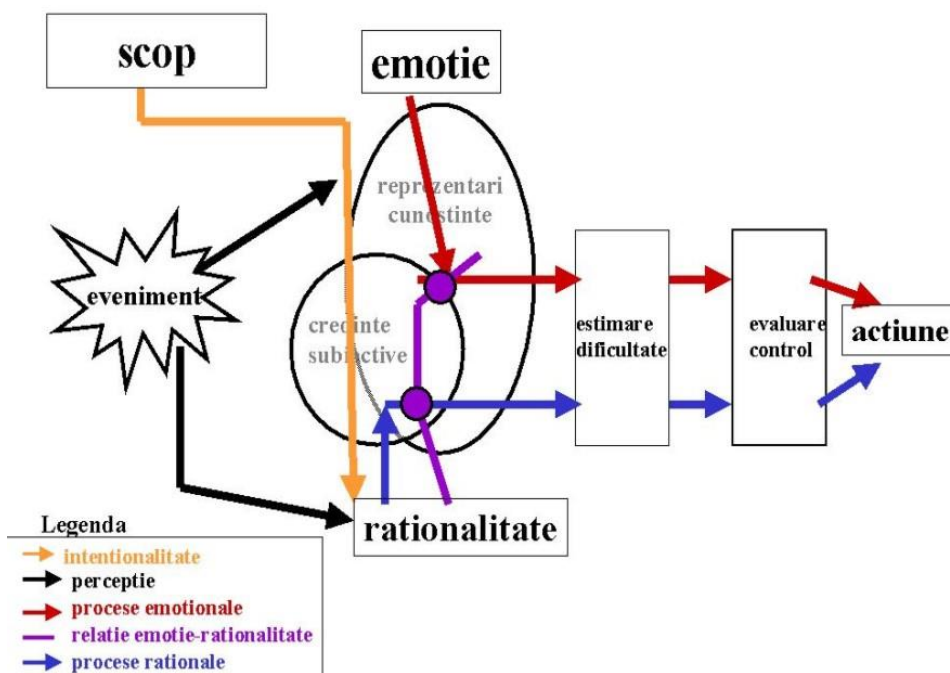 scop
emotie
reprezentari
cunostinte
eveniment
credinte
subiective
estimare
dificultate
evaluare
control
actiune
rationalitate
Legenda
intentionalitate
perceptie
procese emotionale
relatie emotie-rationalitate
procese rationale